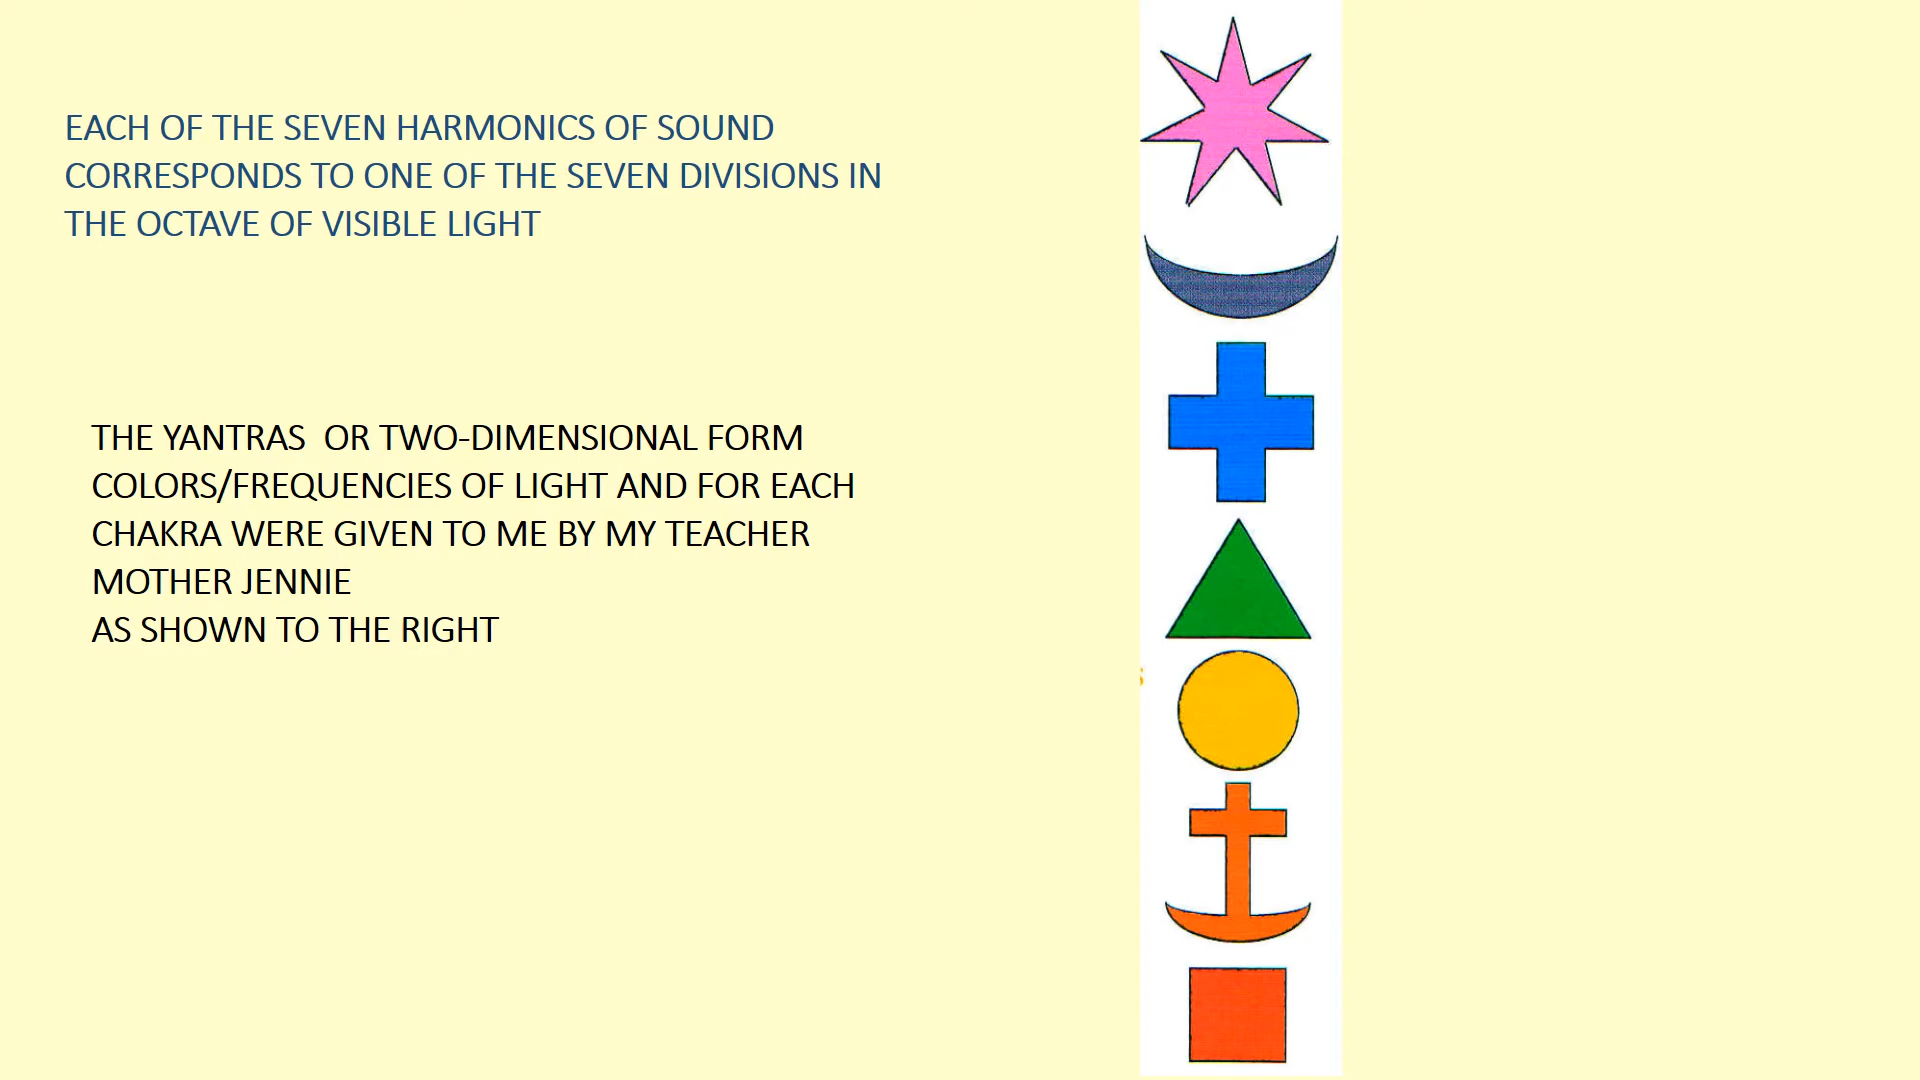 EACH OF THE SEVEN HARMONICS OF SOUND
CORRESPONDS TO ONE OF THE SEVEN DIVISIONS IN
THE OCTAVE OF VISIBLE LIGHT
THE YANTRAS  OR TWO-DIMENSIONAL FORM
COLORS/FREQUENCIES OF LIGHT AND FOR EACH
CHAKRA WERE GIVEN TO ME BY MY TEACHER
MOTHER JENNIE
AS SHOWN TO THE RIGHT